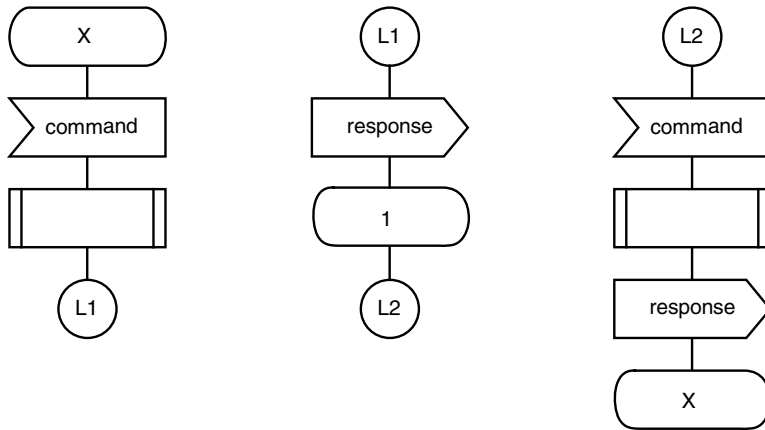 X
command
L1
L1
response
1
L2
L2
command
response
X